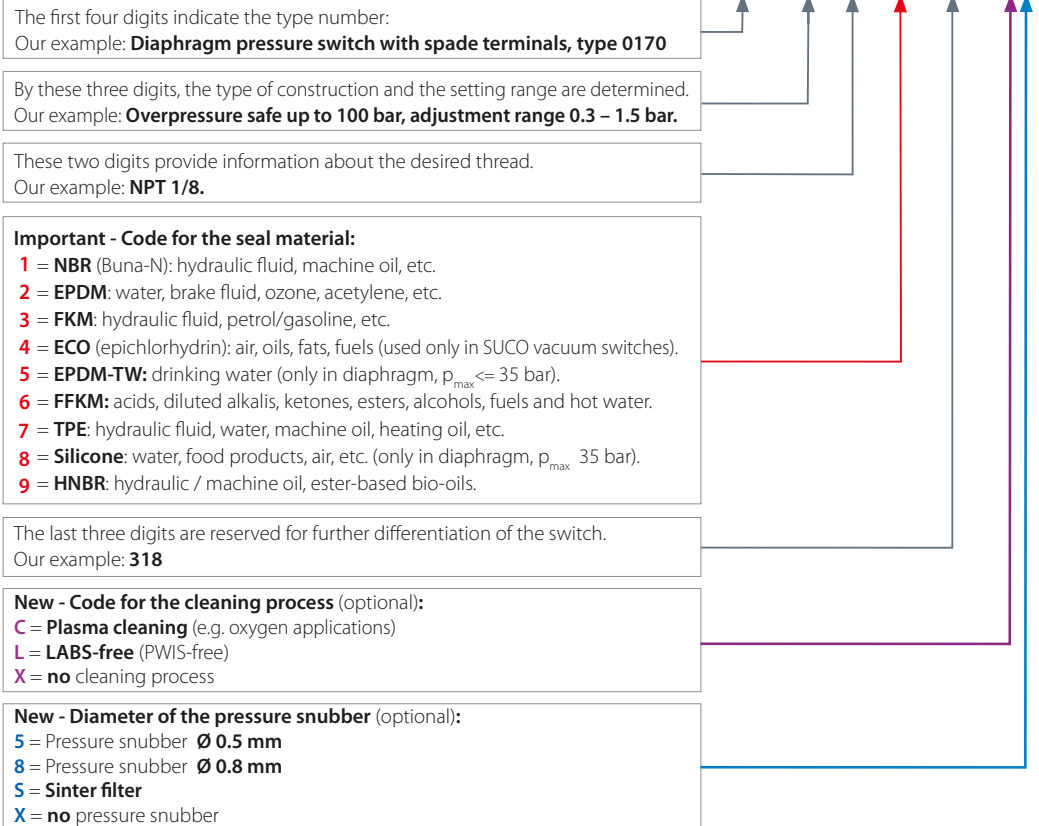 The first four digits indicate the type number:
Our example: Diaphragm pressure switch with spade terminals, type 0170
By these three digits, the type of construction and the setting range are determined.
Our example: Overpressure safe up to 100 bar, adjustment range 0.3 – 1.5 bar.
These two digits provide information about the desired thread.
Our example: NPT 1/8.
Important - Code for the seal material:
1 = NBR (Buna-N): hydraulic fluid, machine oil, etc.
2 = EPDM: water, brake fluid, ozone, acetylene, etc.
3 = FKM: hydraulic fluid, petrol/gasoline, etc.
4 = ECO (epichlorhydrin): air, oils, fats, fuels (used only in SUCO vacuum switches).
5 = EPDM-TW: drinking water (only in diaphragm, pmax<= 35 bar).
6 = FFKM: acids, diluted alkalis, ketones, esters, alcohols, fuels and hot water.
7 = TPE: hydraulic fluid, water, machine oil, heating oil, etc.
8 = Silicone: water, food products, air, etc. (only in diaphragm, pmax 35 bar).
9 = HNBR: hydraulic / machine oil, ester-based bio-oils.
The last three digits are reserved for further differentiation of the switch.
Our example: 318
New - Code for the cleaning process (optional):
C = Plasma cleaning (e.g. oxygen applications)
L = LABS-free (PWIS-free)
X = no cleaning process
New - Diameter of the pressure snubber (optional):
5 = Pressure snubber Ø 0.5 mm
8 = Pressure snubber Ø 0.8 mm
S = Sinter filter
X = no pressure snubber